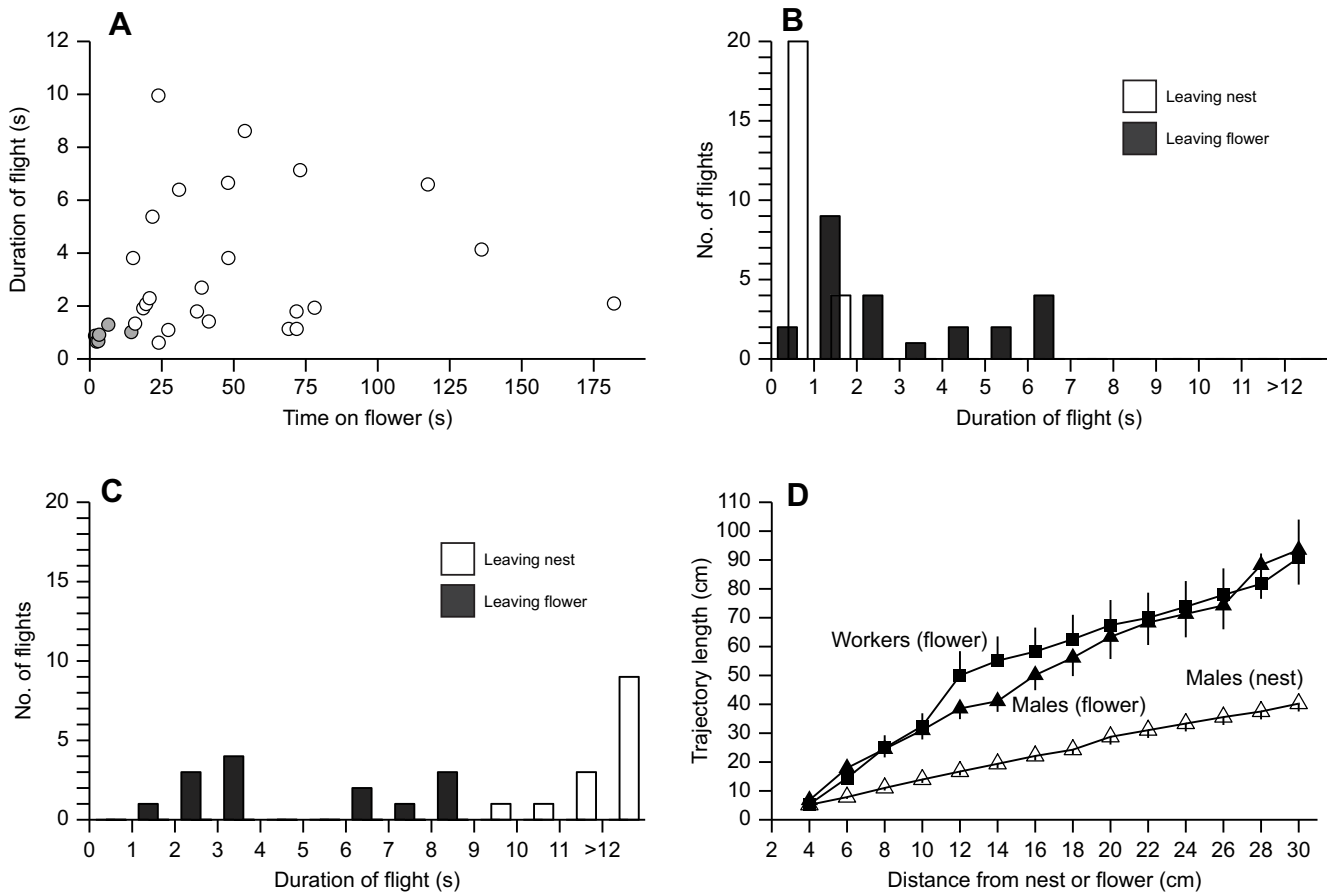 A
12
10
8
6
4
2
0
Duration of flight (s)
0 25 50 75 100 125 150 175
Time on flower (s)
B
20
15
10
5
0
No. of flights
Leaving nest
Leaving flower
0 1 2 3 4 5 6 7 8 9 10 11 >12
Duration of flight (s)
C
20
15
10
5
0
No. of flights
Leaving nest
Leaving flower
0 1 2 3 4 5 6 7 8 9 10 11 >12
Duration of flight (s)
D
110
100
90
80
70
60
50
40
30
20
10
0
Trajectory length (cm)
Workers (flower)
Males (nest)
Males (flower)
2 4 6 8 10 12 14 16 18 20 22 24 26 28 30
Distance from nest or flower (cm)